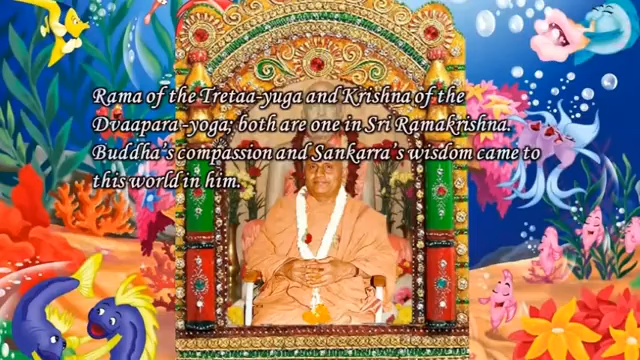 Rama of the Tretaa-yuga and Krishna of the
Dvaapara-yoga; both are one in Sri Ramakrishna.
Buddha's compassion and Sankarra's wisdom came to
this world in him.